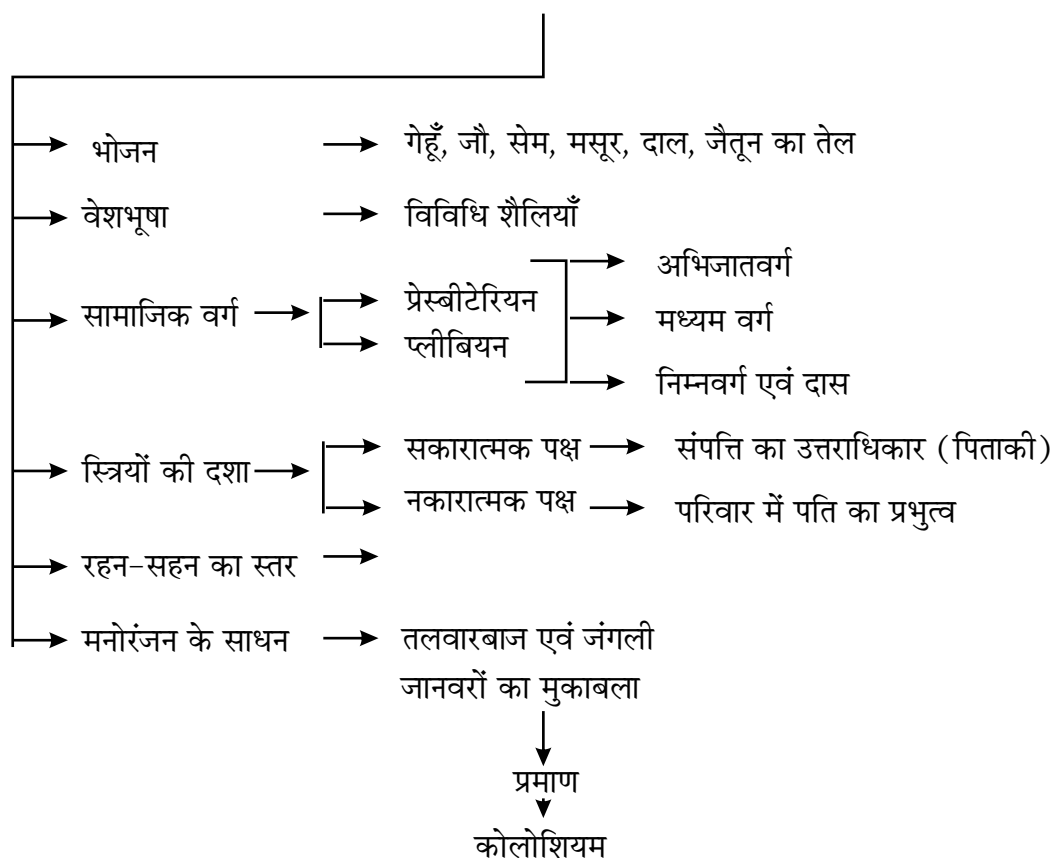 भोजन
गेहूँ, जौ, सेम, मसूर, दाल, जैतून का तेल
वेशभूषा
विविधि शैलियाँ
सामाजिक वर्ग
प्रेस्बीटेरियन
प्लीबियन
अभिजातवर्ग
मध्यम वर्ग
निम्नवर्ग एवं दास
स्त्रियों की दशा
सकारात्मक पक्ष
संपत्ति का उत्तराधिकार (पिताकी)
नकारात्मक पक्ष
परिवार में पति का प्रभुत्व
रहन-सहन का स्तर
मनोरंजन के साधन
तलवारबाज एवं जंगली
जानवरों का मुकाबला
प्रमाण
कोलोशियम